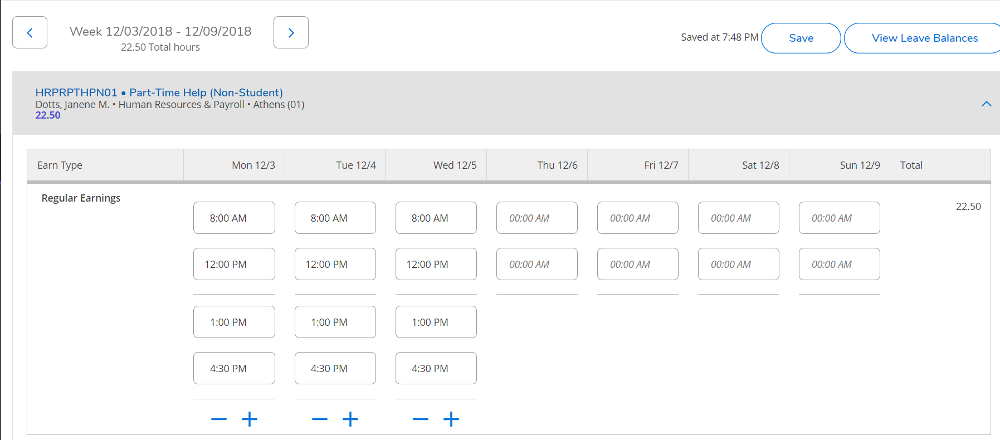 Week 12/03/2018 - 12/09/2018
22.50 Total hours
Saved at 7:48 PM
Save
View Leave Balances
HRPRPTHPN01 • Part-Time Help (Non-Student)
Dotts, Janene M. • Human Resources & Payroll • Athens (01)
22.50
Earn Type Mon 12/3 Tue 12/4 Wed 12/5 Thu 12/6 Fri 12/7 Sat 12/8 Sun 12/9 Total
Regular Earnings
22.50
8:00 AM 8:00 AM 8:00 AM 00:00 AM 00:00 AM 00:00 AM 00:00 AM
12:00 PM 12:00 PM 12:00 PM 00:00 AM 00:00 AM 00:00 AM 00:00 AM
1:00 PM 1:00 PM 1:00 PM
4:30 PM 4:30 PM 4:30 PM